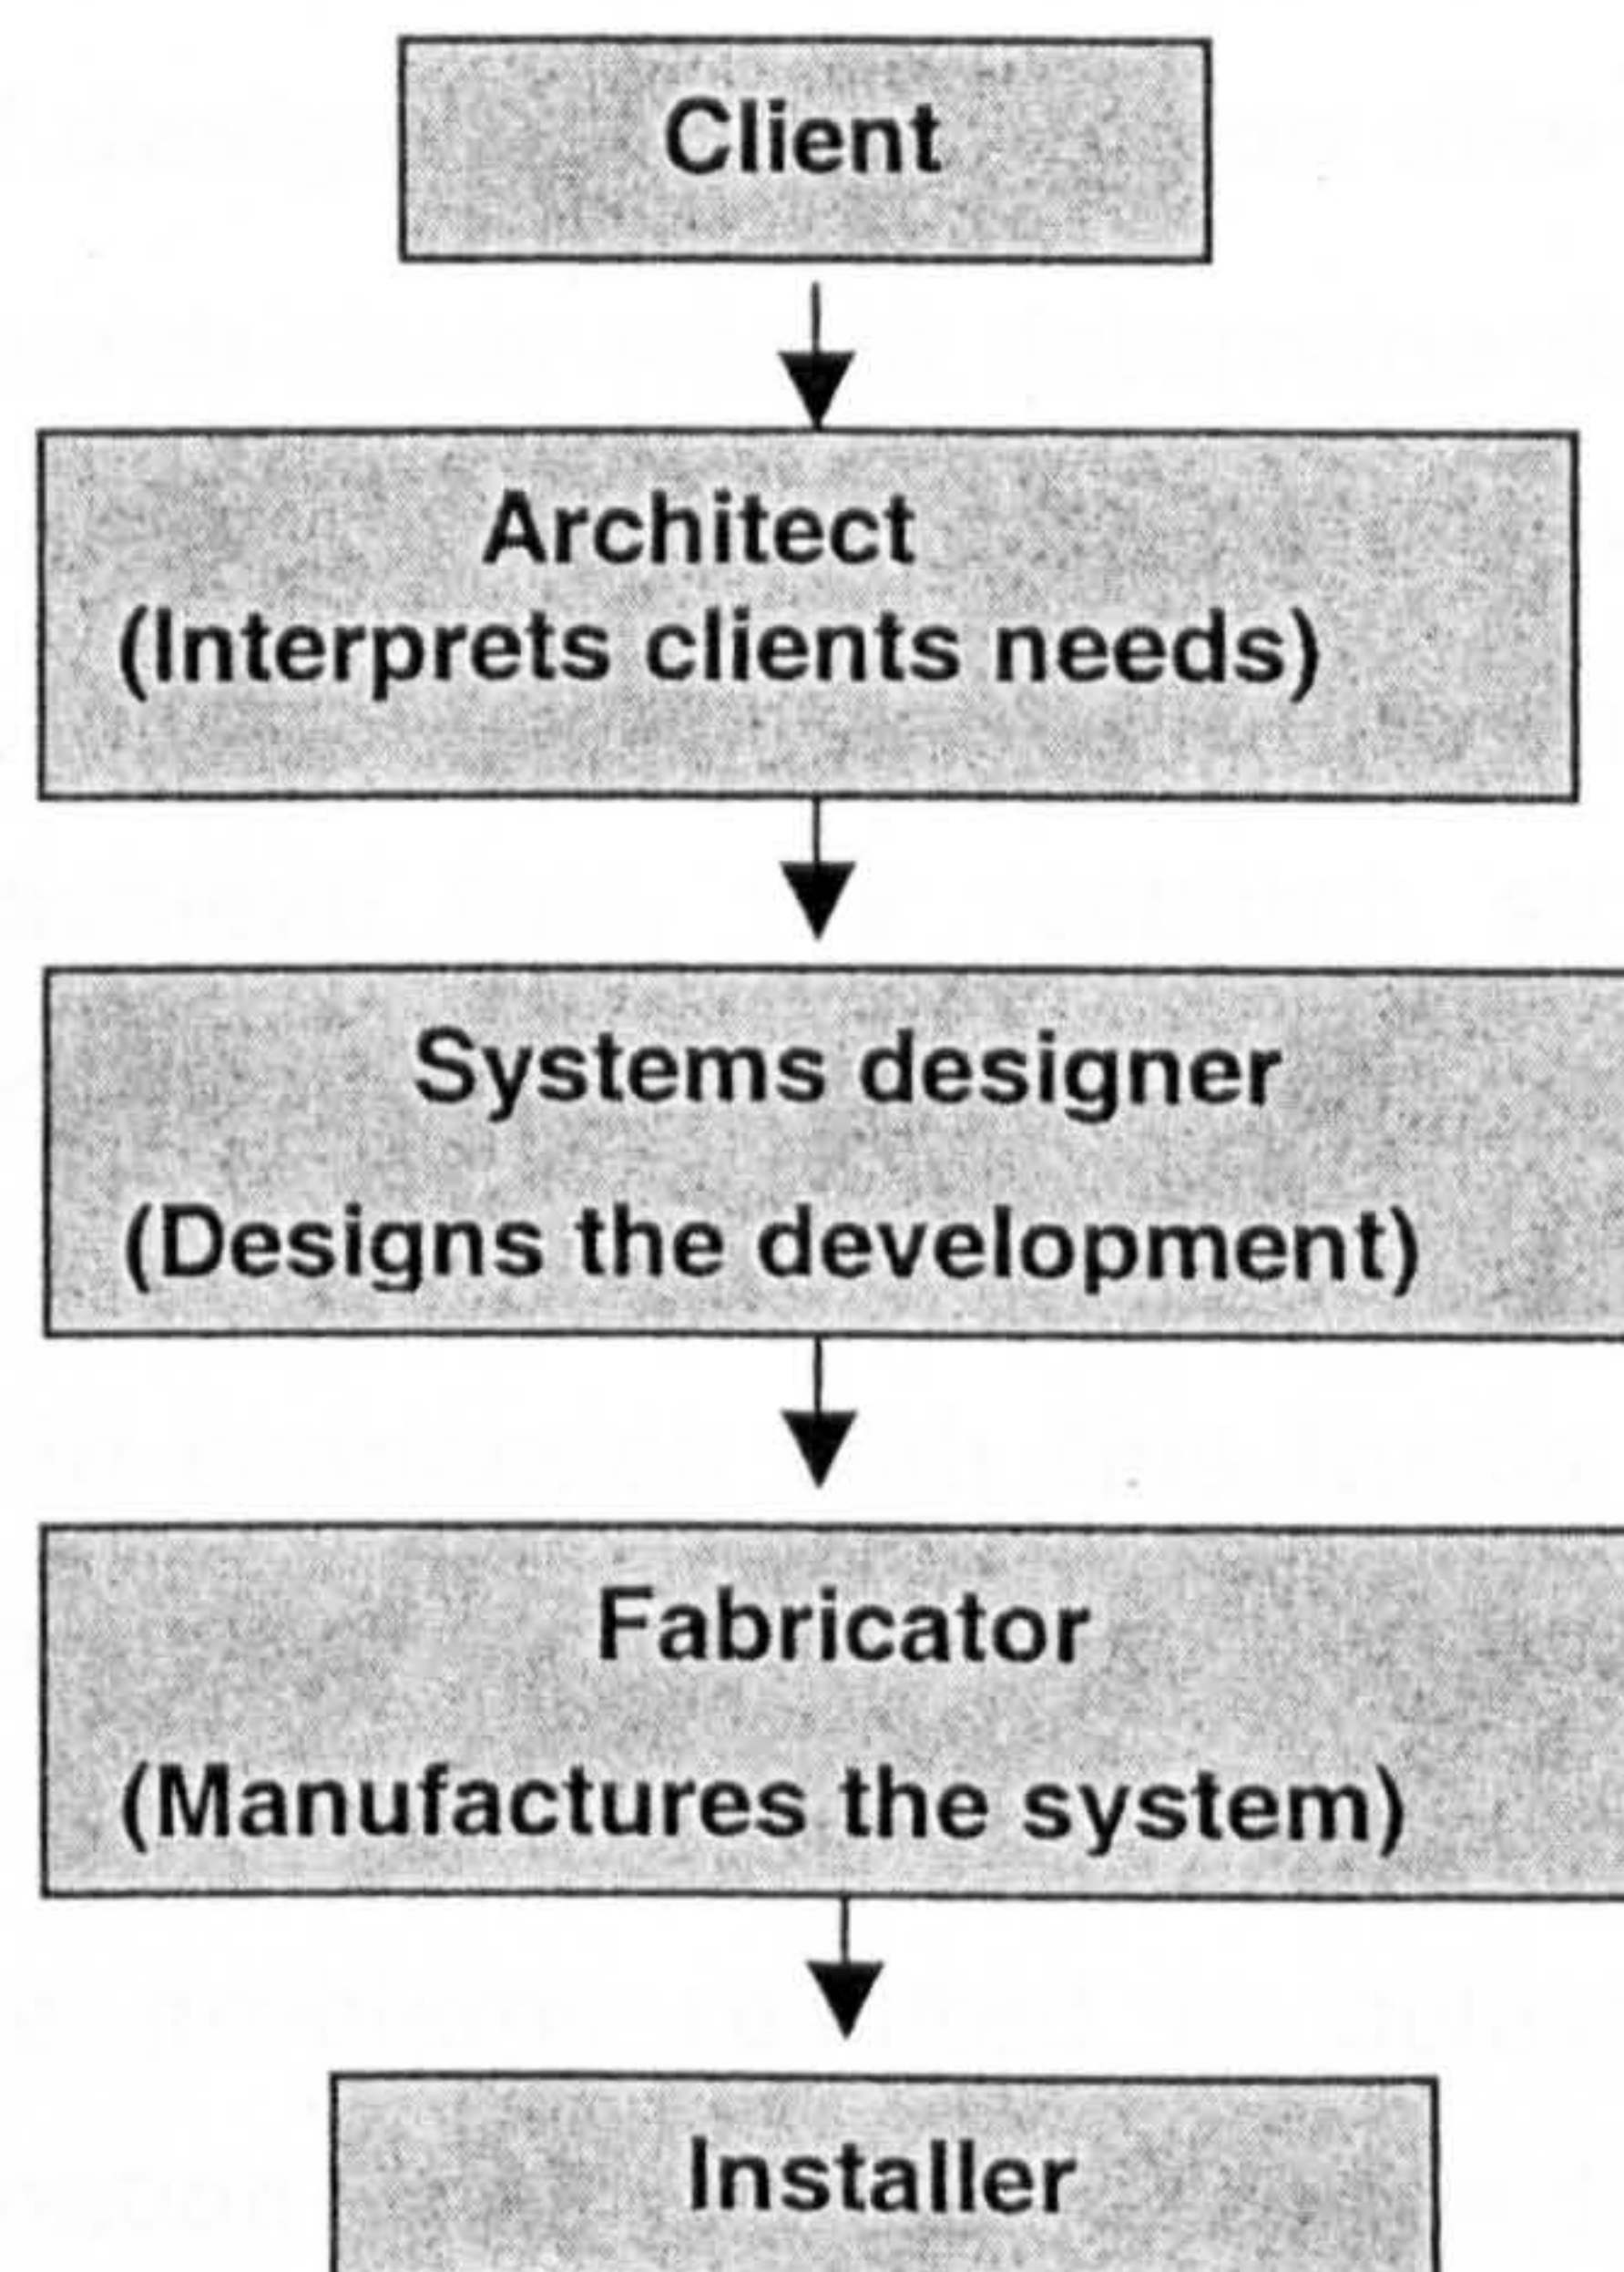 Client
Architect
(Interprets clients needs)
Systems designer
(Designs the development)
Fabricator
(Manufactures the system)
Installer